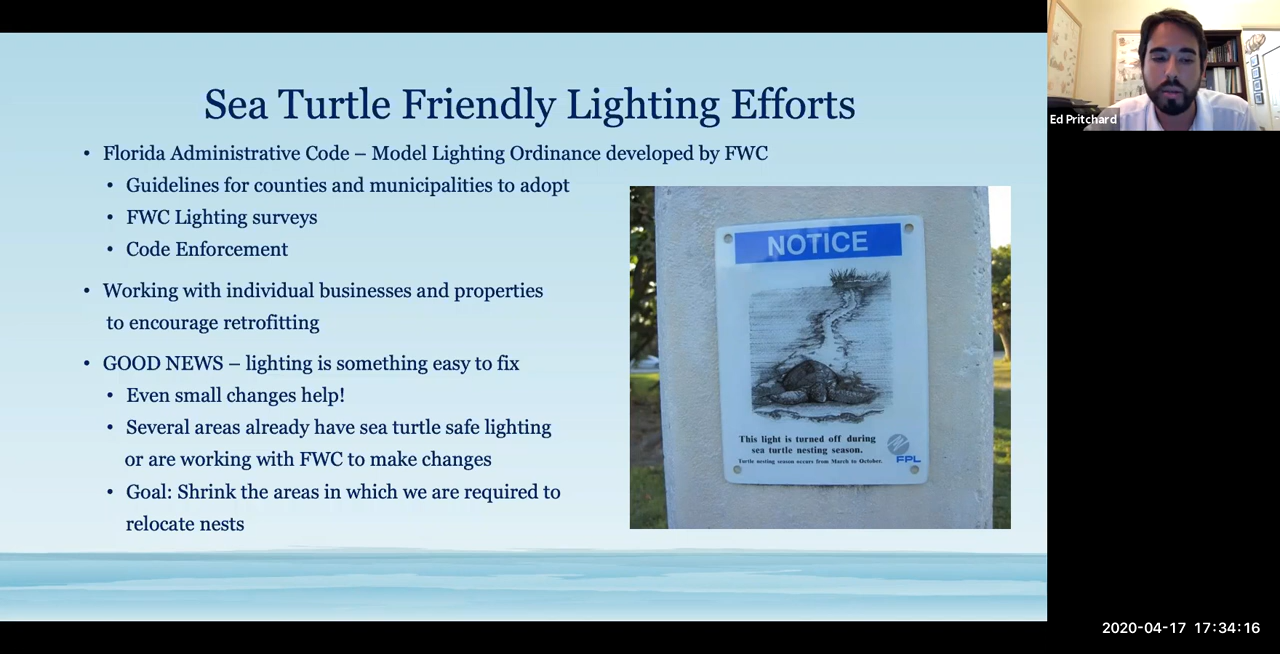 Sea Turtle Friendly Lighting Efforts
• Florida Administrative Code – Model Lighting Ordinance developed by FWC
• Guidelines for counties and municipalities to adopt
• FWC Lighting surveys
• Code Enforcement
• Working with individual businesses and properties
to encourage retrofitting
• GOOD NEWS – lighting is something easy to fix
• Even small changes help!
• Several areas already have sea turtle safe lighting
or are working with FWC to make changes
• Goal: Shrink the areas in which we are required to
relocate nests
NOTICE
This light is turned off during
sea turtle nesting season.
Turtle nesting season occurs from March to October.
FPL
Ed Pritchard
2020-04-17 17:34:16